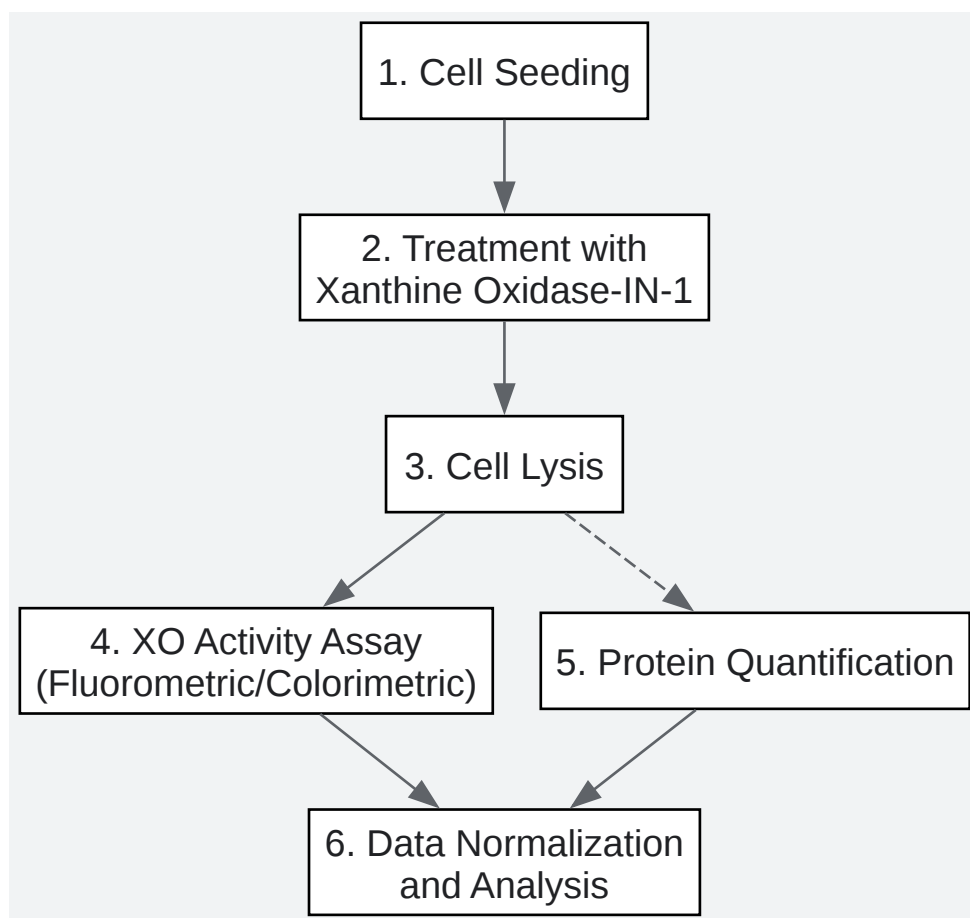 1. Cell Seeding
2. Treatment with
Xanthine Oxidase-IN-1
3. Cell Lysis
4. XO Activity Assay
(Fluorometric/Colorimetric)
5. Protein Quantification
6. Data Normalization
and Analysis